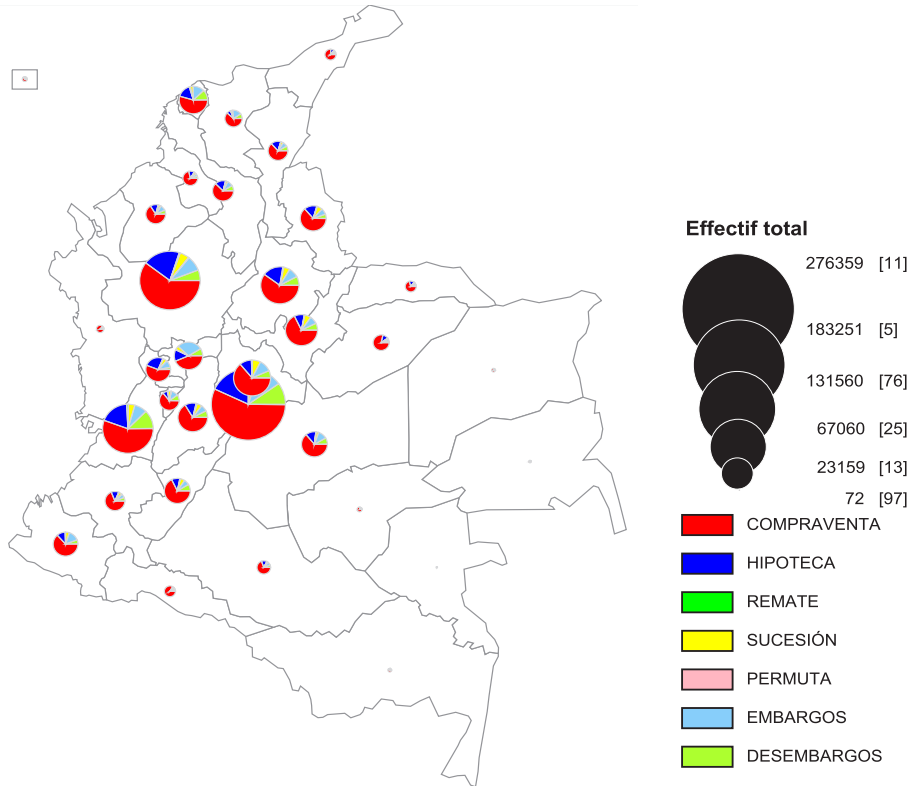 Effectif total
276359 [11]
183251 [5]
131560 [76]
67060 [25]
23159 [13]
72 [97]
COMPRAVENTA
HIPOTECA
REMATE
SUCESIÓN
PERMUTA
EMBARGOS
DESEMBARGOS